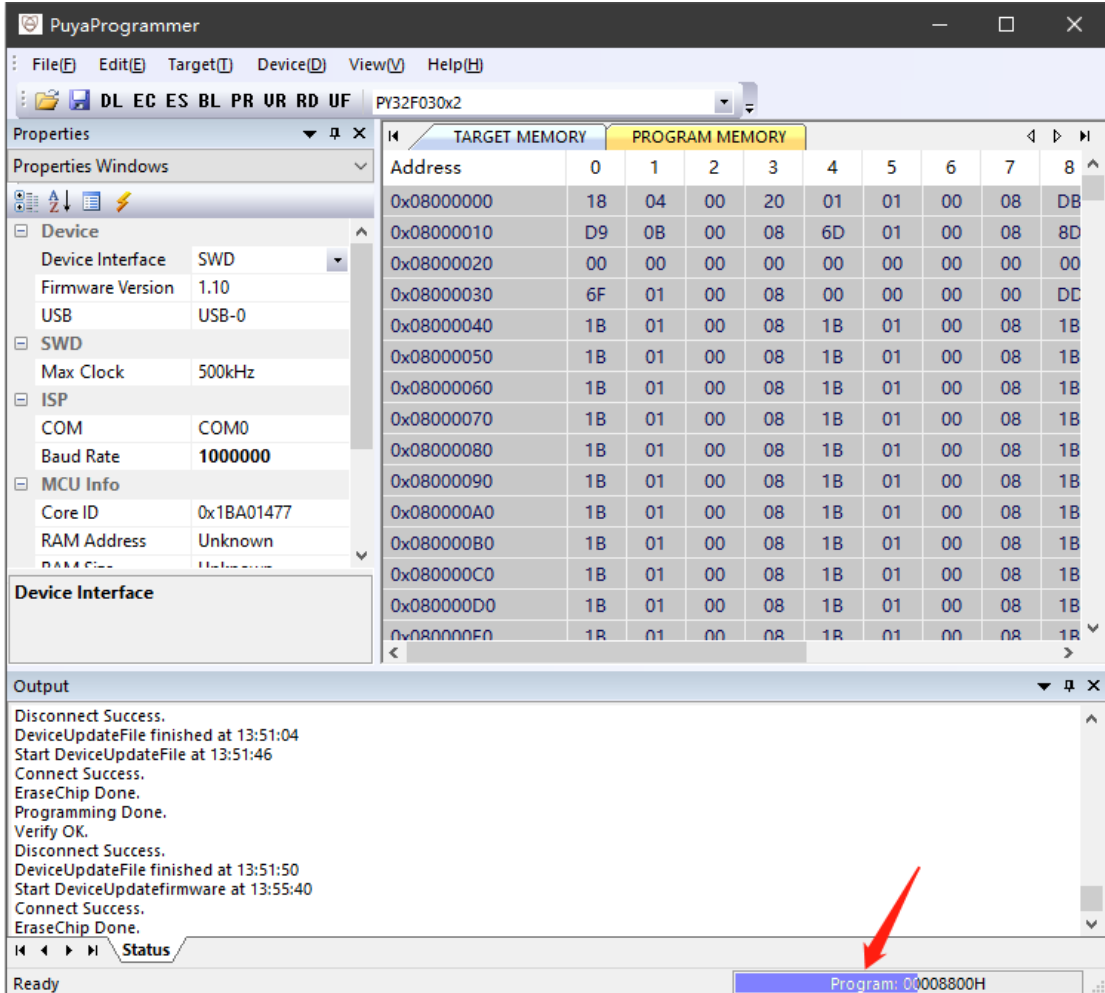 PuyaProgrammer
File(F) Edit(E) Target(T) Device(D) View(V) Help(H)
DL EC ES BL PR VR RD UF PY32F030x2
Properties
Properties Windows
Device
Device Interface SWD
Firmware Version 1.10
USB USB-0
SWD
Max Clock 500kHz
ISP
COM COM0
Baud Rate 1000000
MCU Info
Core ID 0x1BA01477
RAM Address Unknown
RAM Size Unknown
Device Interface
TARGET MEMORY PROGRAM MEMORY
Address 0 1 2 3 4 5 6 7 8
0x08000000 18 04 00 20 01 01 00 08 DB
0x08000010 D9 0B 00 08 6D 01 00 08 8D
0x08000020 00 00 00 00 00 00 00 00 00
0x08000030 6F 01 00 08 00 00 00 00 DD
0x08000040 1B 01 00 08 1B 01 00 08 1B
0x08000050 1B 01 00 08 1B 01 00 08 1B
0x08000060 1B 01 00 08 1B 01 00 08 1B
0x08000070 1B 01 00 08 1B 01 00 08 1B
0x08000080 1B 01 00 08 1B 01 00 08 1B
0x08000090 1B 01 00 08 1B 01 00 08 1B
0x080000A0 1B 01 00 08 1B 01 00 08 1B
0x080000B0 1B 01 00 08 1B 01 00 08 1B
0x080000C0 1B 01 00 08 1B 01 00 08 1B
0x080000D0 1B 01 00 08 1B 01 00 08 1B
0x080000E0 1B 01 00 08 1B 01 00 08 1B
Output
Disconnect Success.
DeviceUpdateFile finished at 13:51:04
Start DeviceUpdateFile at 13:51:46
Connect Success.
EraseChip Done.
Programming Done.
Verify OK.
Disconnect Success.
DeviceUpdateFile finished at 13:51:50
Start DeviceUpdatefirmware at 13:55:40
Connect Success.
EraseChip Done.
Status
Ready Program: 00008800H